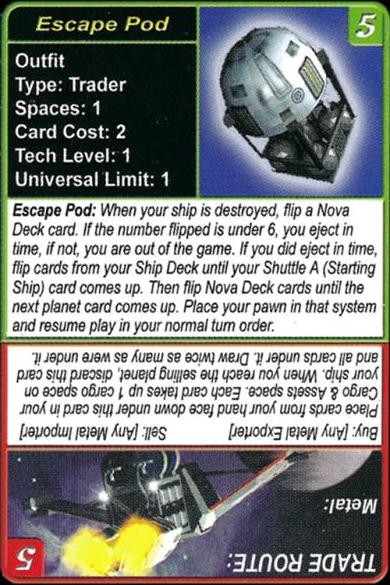 Escape Pod
5
Outfit
Type: Trader
Spaces: 1
Card Cost: 2
Tech Level: 1
Universal Limit: 1
Escape Pod: When your ship is destroyed, flip a Nova
Deck card. If the number flipped is under 6, you eject in
time, if not, you are out of the game. If you did eject in time,
flip cards from your Ship Deck until your Shuttle A (Starting
Ship) card comes up. Then flip Nova Deck cards until the
next planet card comes up. Place your pawn in that system
and resume play in your normal turn order.
TRADE ROUTE:
5
Metal:
Buy: [Any Metal Exporter] Sell: [Any Metal Importer]
Place cards from your hand face down under this card in your
Cargo & Assets space. Each card takes up 1 cargo space on
your ship. When you reach the selling planet, discard this card
and all cards under it. Draw twice as many as were under it.